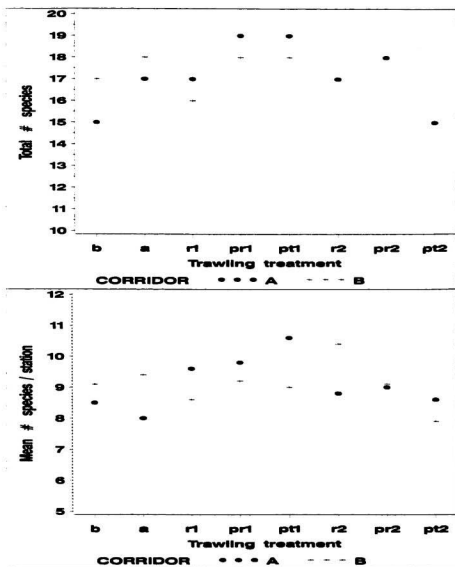 Total # species
20
19
18
17
16
15
14
13
12
11
10
b a r1 pr1 pt1 r2 pr2 pt2
Trawling treatment
CORRIDOR A B
Mean # species / station
12
11
10
9
8
7
6
5
b a r1 pr1 pt1 r2 pr2 pt2
Trawling treatment
CORRIDOR A B